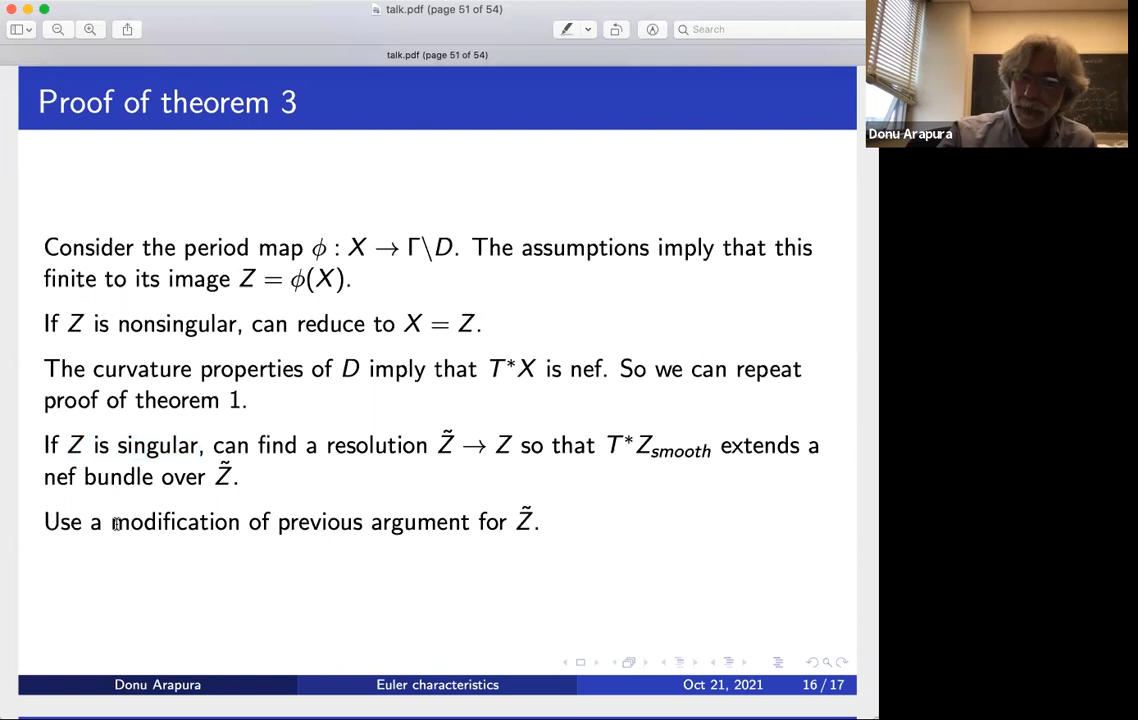 talk.pdf (page 51 of 54)
Search
talk.pdf (page 51 of 54)
Donu Arapura
Proof of theorem 3
Consider the period map ϕ : X → Γ\D. The assumptions imply that this
finite to its image Z = ϕ(X).
If Z is nonsingular, can reduce to X = Z.
The curvature properties of D imply that T*X is nef. So we can repeat
proof of theorem 1.
If Z is singular, can find a resolution Z̃ → Z so that T*Z_smooth extends a
nef bundle over Z̃.
Use a modification of previous argument for Z̃.
Donu Arapura Euler characteristics Oct 21, 2021 16 / 17